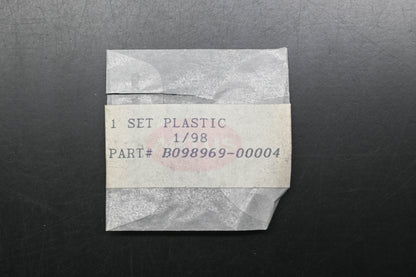 1 SET PLASTIC
1/98
PART# B098969-00004